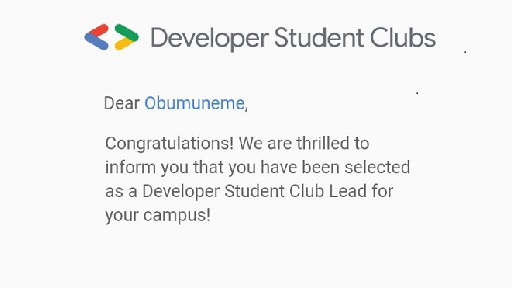 Developer Student Clubs
Dear Obumuneme,
Congratulations! We are thrilled to
inform you that you have been selected
as a Developer Student Club Lead for
your campus!